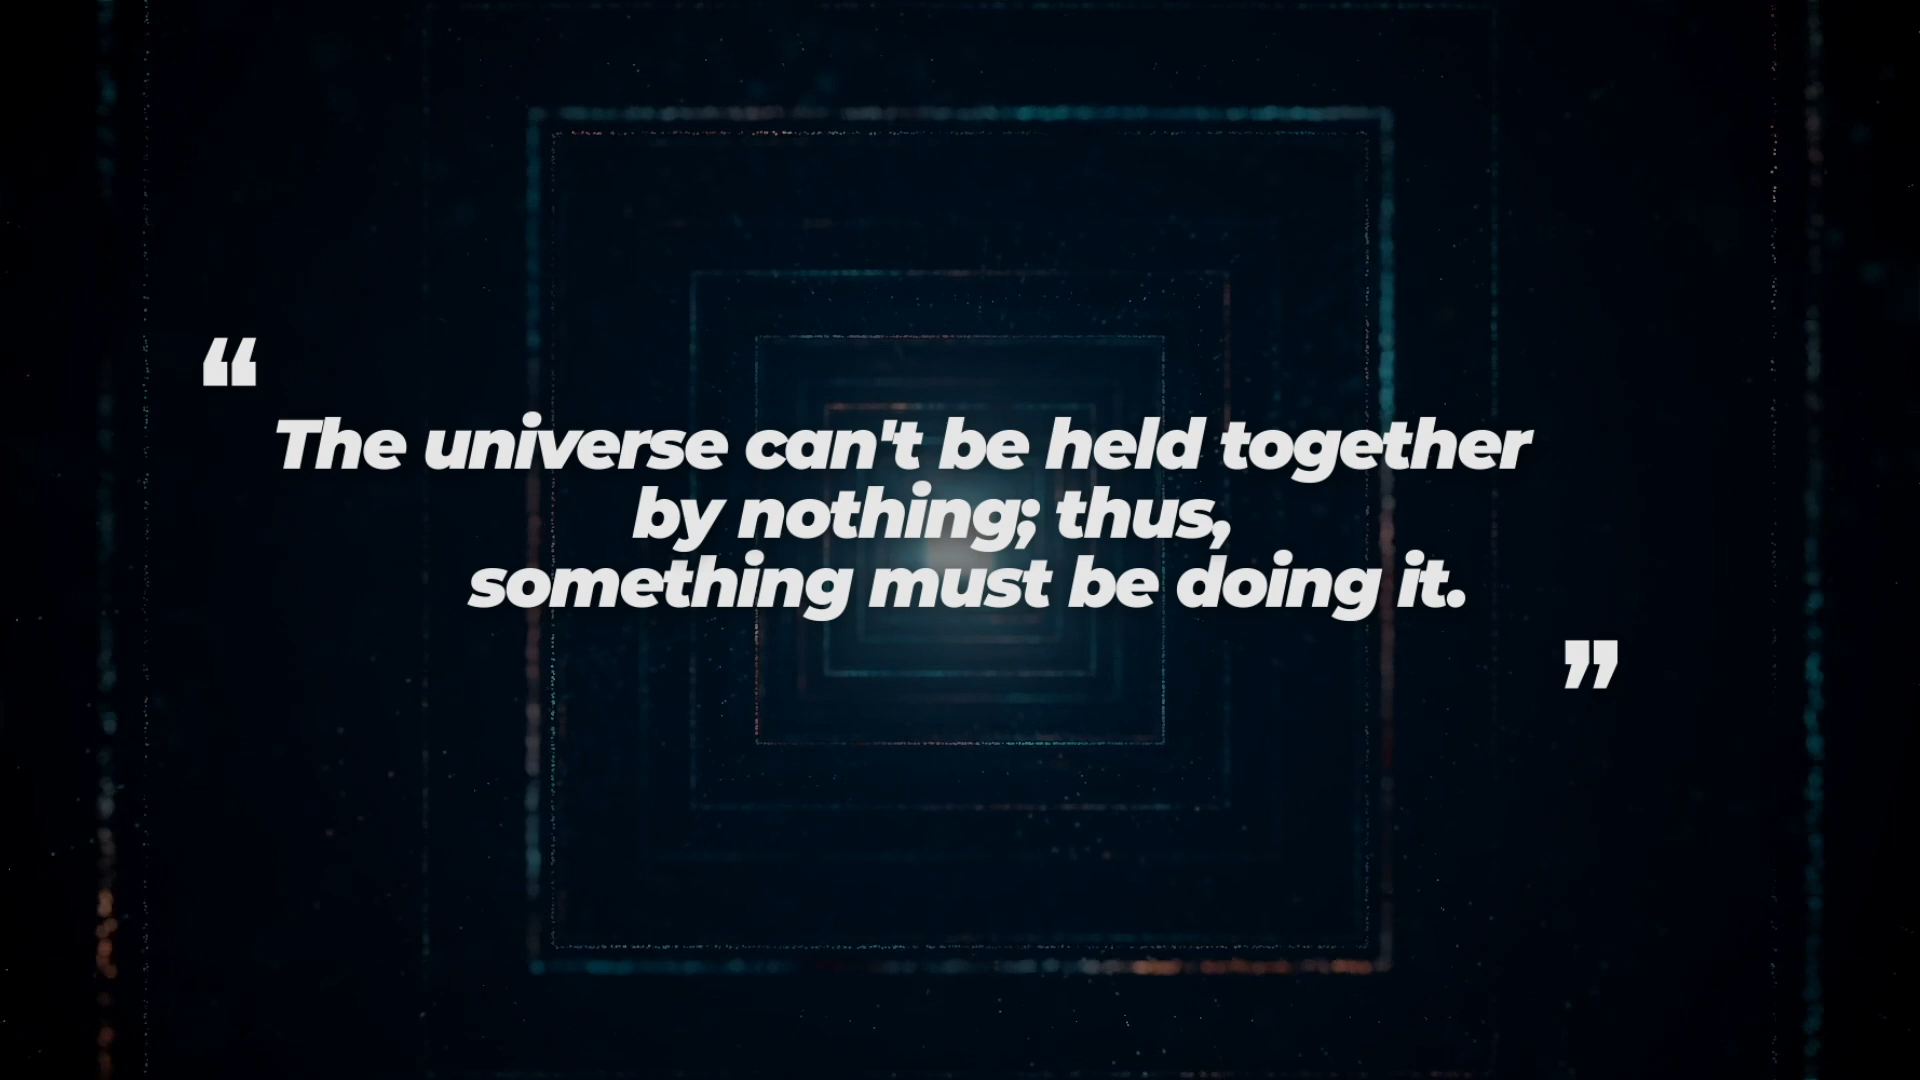 ❝
The universe can't be held together
by nothing; thus,
something must be doing it.
❞